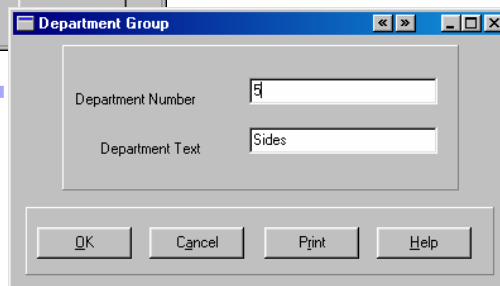 Department Group
Department Number 5
Department Text Sides
OK Cancel Print Help